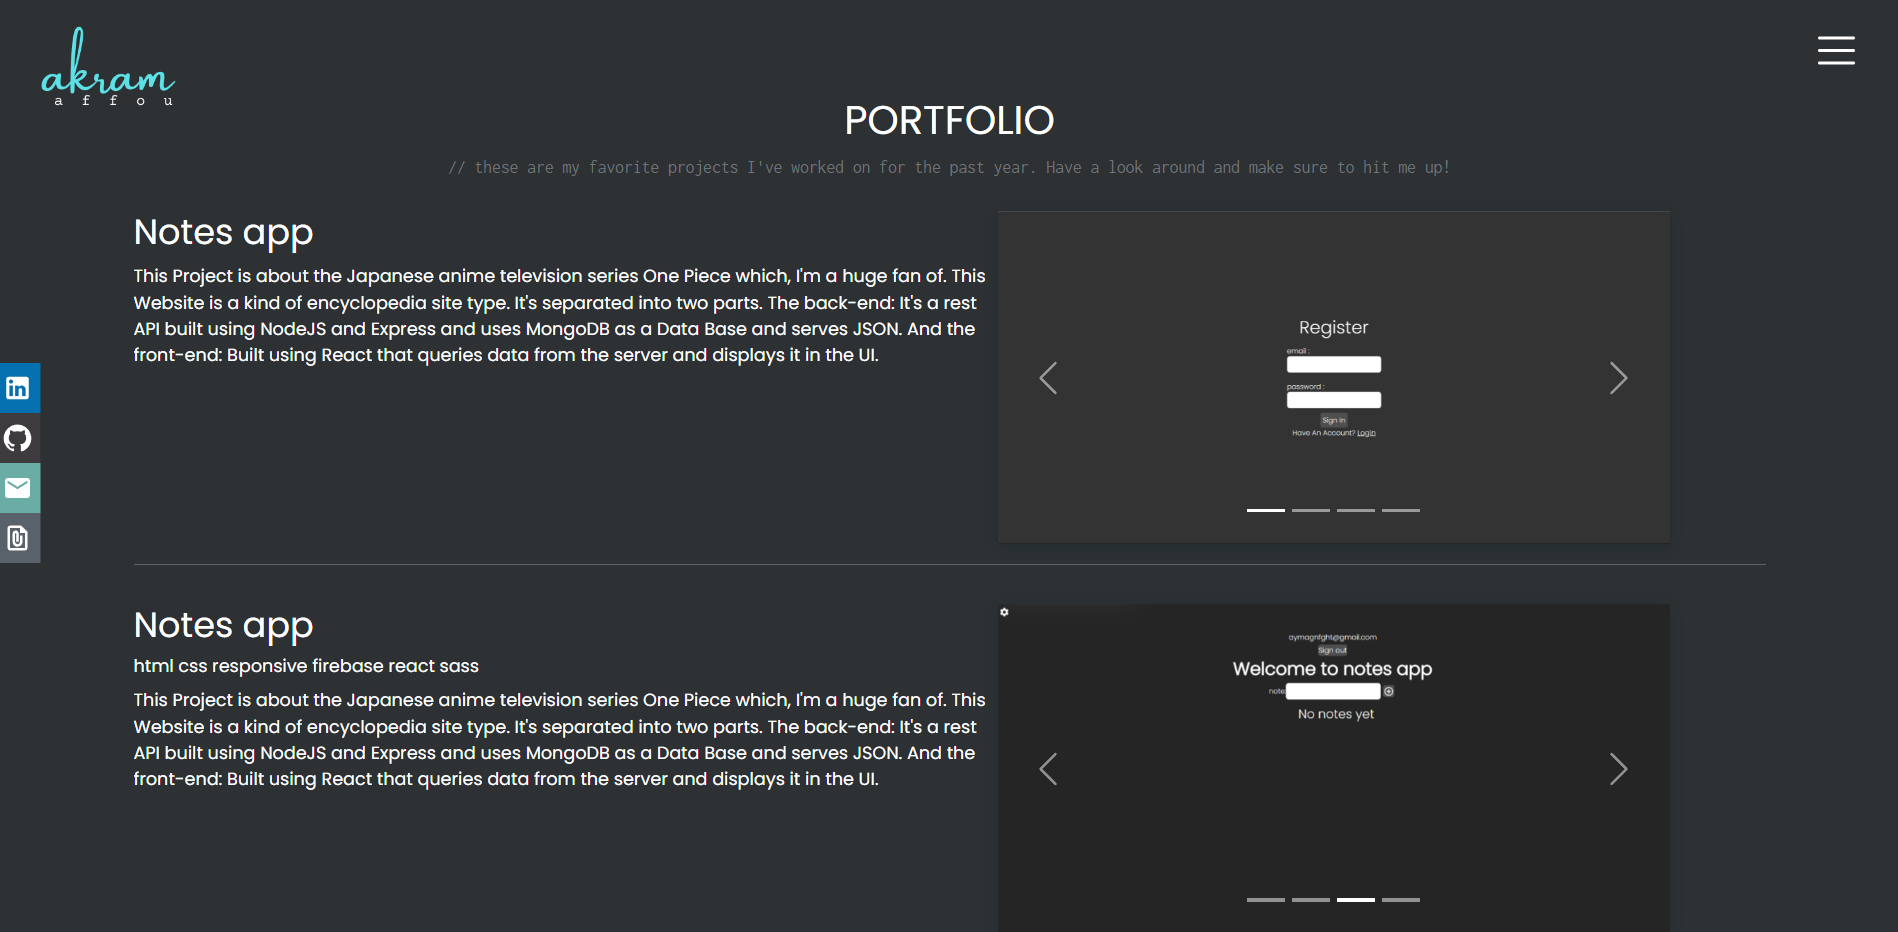 akram
affou
PORTFOLIO
// these are my favorite projects I've worked on for the past year. Have a look around and make sure to hit me up!
Notes app
This Project is about the Japanese anime television series One Piece which, I'm a huge fan of. This
Website is a kind of encyclopedia site type. It's separated into two parts. The back-end: It's a rest
API built using NodeJS and Express and uses MongoDB as a Data Base and serves JSON. And the
front-end: Built using React that queries data from the server and displays it in the UI.
Register
email :
password :
Sign in
Have An Account? Login
in
Notes app
html css responsive firebase react sass
This Project is about the Japanese anime television series One Piece which, I'm a huge fan of. This
Website is a kind of encyclopedia site type. It's separated into two parts. The back-end: It's a rest
API built using NodeJS and Express and uses MongoDB as a Data Base and serves JSON. And the
front-end: Built using React that queries data from the server and displays it in the UI.
aymagnfght@gmail.com
Sign out
Welcome to notes app
note:
No notes yet